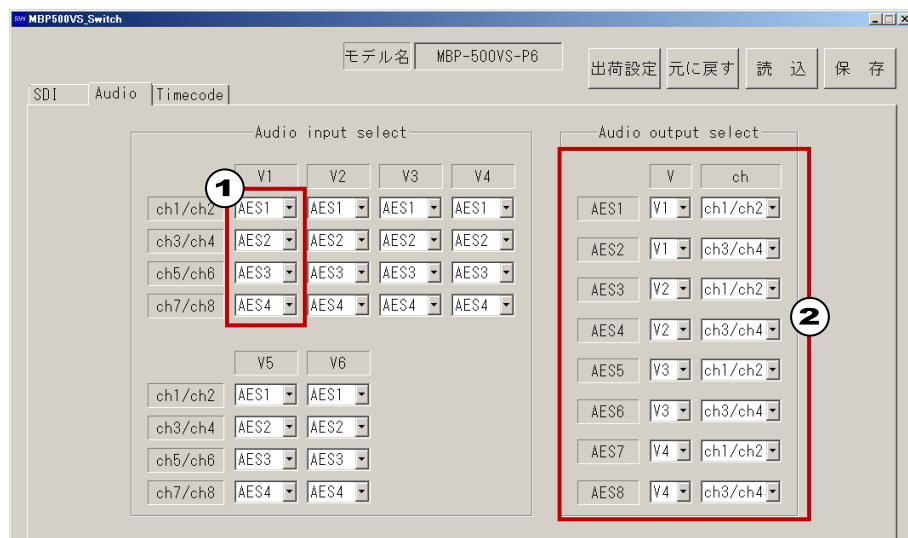 SVI MBP500VS_Switch
モデル名 MBP-500VS-P6
出荷設定 元に戻す 読 込 保 存
SDI Audio Timecode
Audio input select
V1 V2 V3 V4
1
ch1/ch2 AES1 AES1 AES1 AES1
ch3/ch4 AES2 AES2 AES2 AES2
ch5/ch6 AES3 AES3 AES3 AES3
ch7/ch8 AES4 AES4 AES4 AES4
V5 V6
ch1/ch2 AES1 AES1
ch3/ch4 AES2 AES2
ch5/ch6 AES3 AES3
ch7/ch8 AES4 AES4
Audio output select
V ch
AES1 V1 ch1/ch2
AES2 V1 ch3/ch4
AES3 V2 ch1/ch2
2
AES4 V2 ch3/ch4
AES5 V3 ch1/ch2
AES6 V3 ch3/ch4
AES7 V4 ch1/ch2
AES8 V4 ch3/ch4